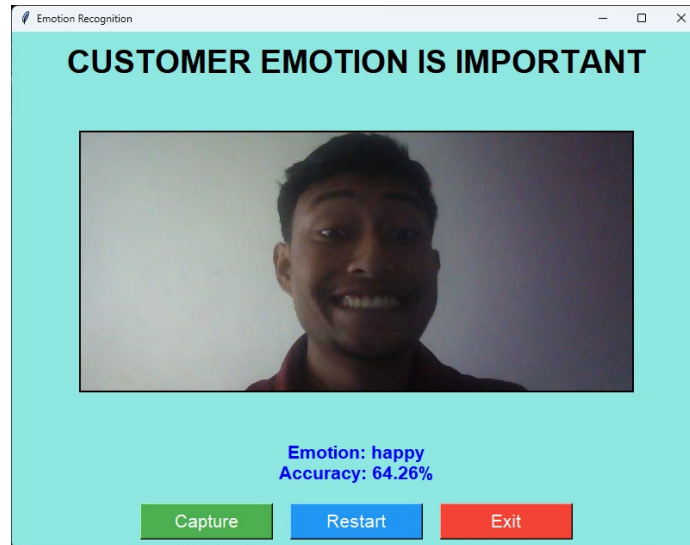 Emotion Recognition
CUSTOMER EMOTION IS IMPORTANT
Emotion: happy
Accuracy: 64.26%
Capture
Restart
Exit